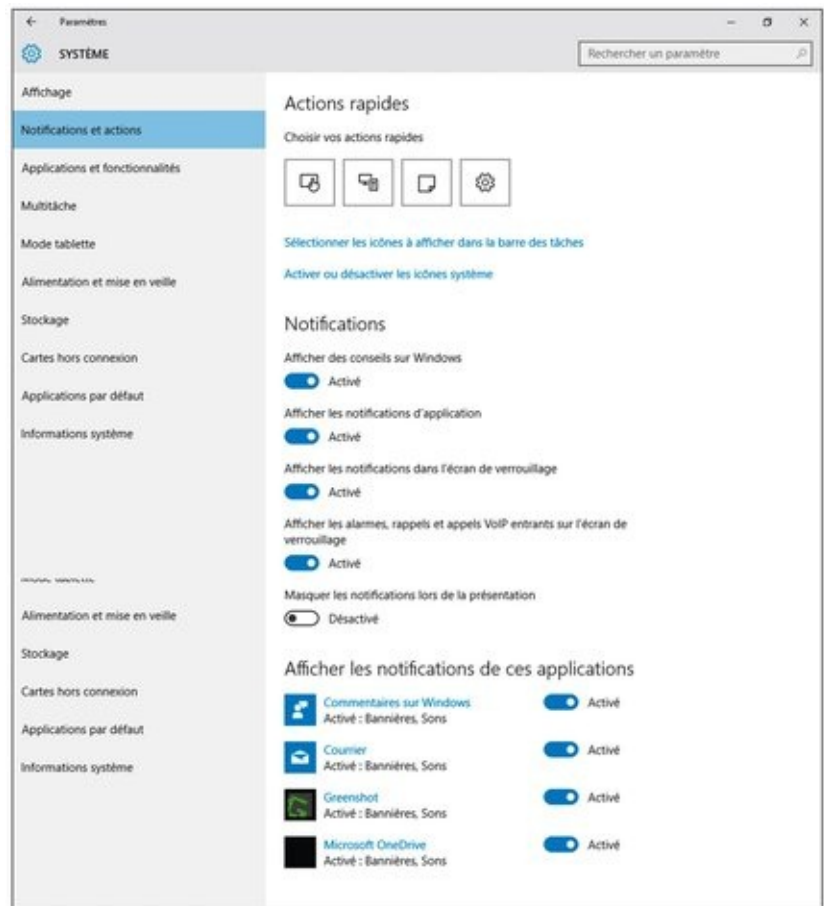 Paramètres
SYSTÈME
Rechercher un paramètre
Affichage
Notifications et actions
Applications et fonctionnalités
Multitâche
Mode tablette
Alimentation et mise en veille
Stockage
Cartes hors connexion
Applications par défaut
Informations système
Mode tablette
Alimentation et mise en veille
Stockage
Cartes hors connexion
Applications par défaut
Informations système
Actions rapides
Choisir vos actions rapides
Sélectionner les icônes à afficher dans la barre des tâches
Activer ou désactiver les icônes système
Notifications
Afficher des conseils sur Windows
Activé
Afficher les notifications d'application
Activé
Afficher les notifications dans l'écran de verrouillage
Activé
Afficher les alarmes, rappels et appels VoIP entrants sur l'écran de
verrouillage
Activé
Masquer les notifications lors de la présentation
Désactivé
Afficher les notifications de ces applications
Commentaires sur Windows
Activé : Bannières, Sons
Activé
Courrier
Activé : Bannières, Sons
Activé
Greenshot
Activé : Bannières, Sons
Activé
Microsoft OneDrive
Activé : Bannières, Sons
Activé